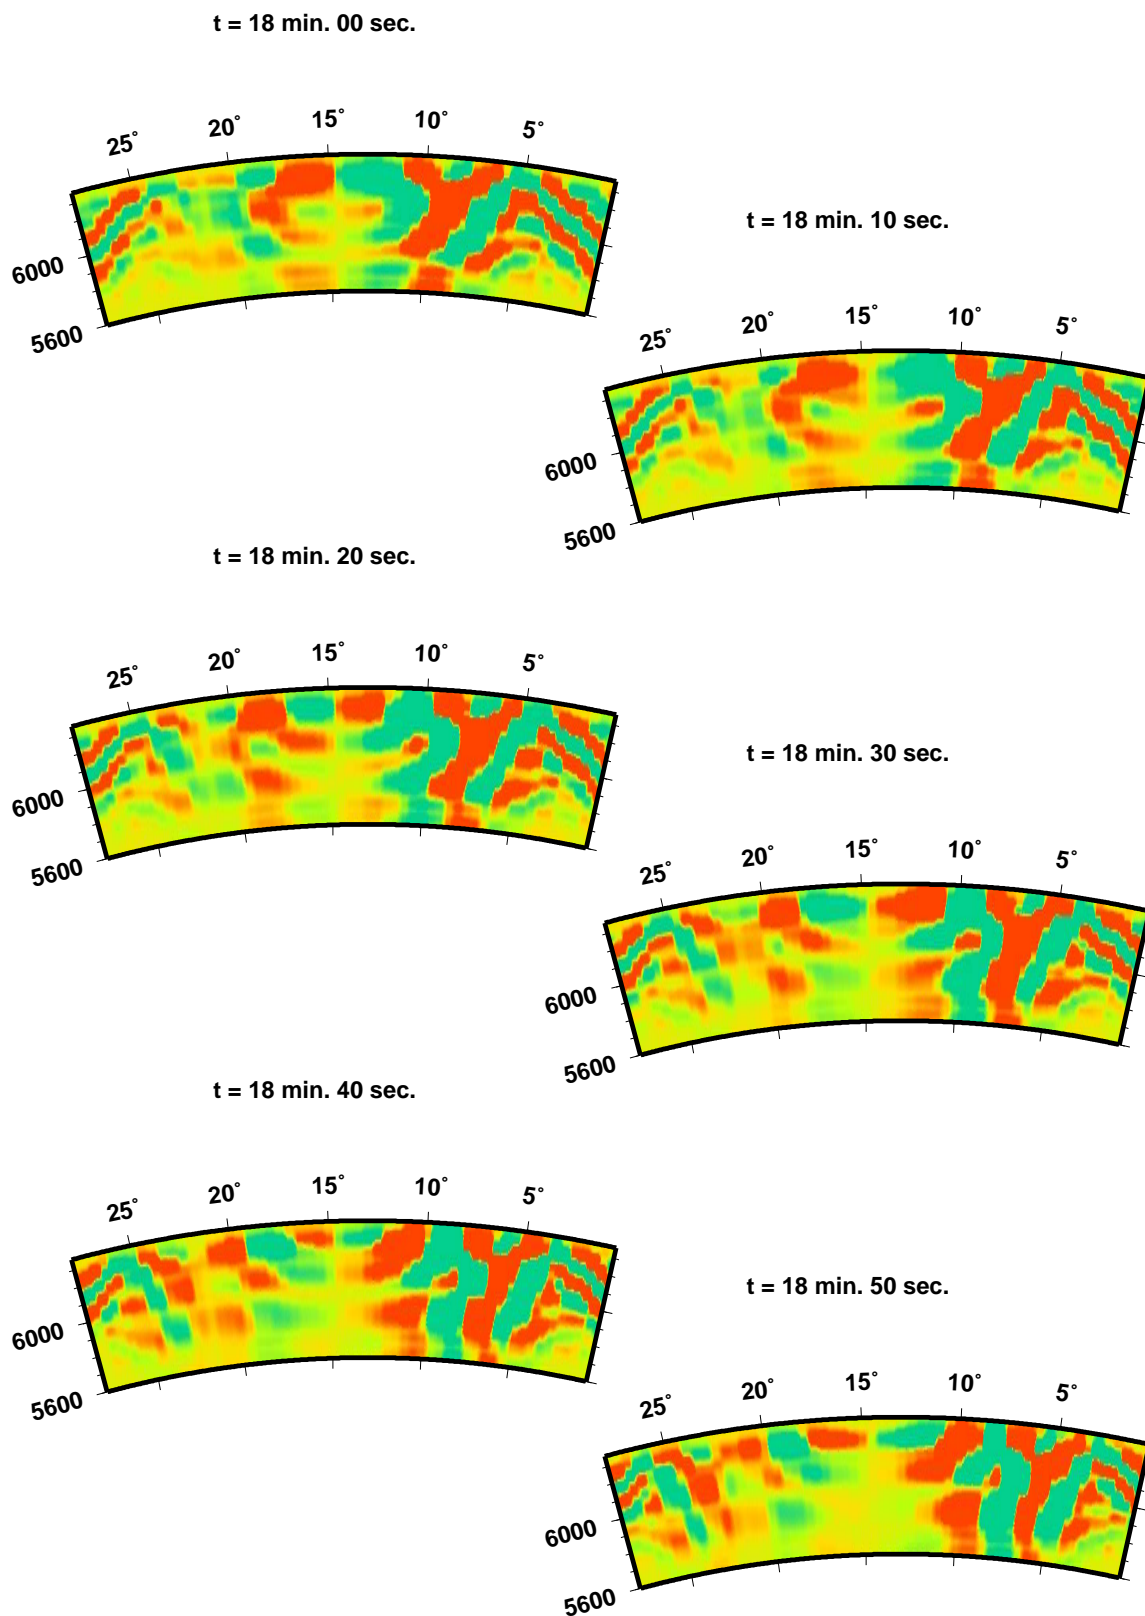 t = 18 min. 00 sec.
25° 20° 15° 10° 5°
6000
5600
t = 18 min. 10 sec.
25° 20° 15° 10° 5°
6000
5600
t = 18 min. 20 sec.
25° 20° 15° 10° 5°
6000
5600
t = 18 min. 30 sec.
25° 20° 15° 10° 5°
6000
5600
t = 18 min. 40 sec.
25° 20° 15° 10° 5°
6000
5600
t = 18 min. 50 sec.
25° 20° 15° 10° 5°
6000
5600